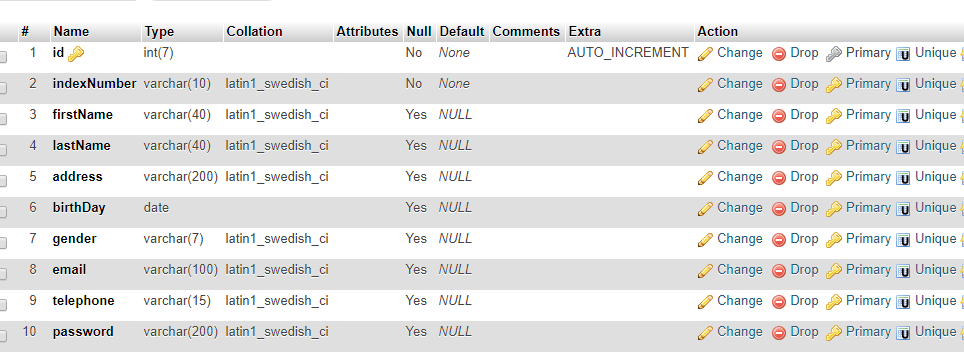 # Name Type Collation Attributes Null Default Comments Extra Action
1 id int(7) No None AUTO_INCREMENT Change Drop Primary U Unique
2 indexNumber varchar(10) latin1_swedish_ci No None Change Drop Primary U Unique
3 firstName varchar(40) latin1_swedish_ci Yes NULL Change Drop Primary U Unique
4 lastName varchar(40) latin1_swedish_ci Yes NULL Change Drop Primary U Unique
5 address varchar(200) latin1_swedish_ci Yes NULL Change Drop Primary U Unique
6 birthDay date Yes NULL Change Drop Primary U Unique
7 gender varchar(7) latin1_swedish_ci Yes NULL Change Drop Primary U Unique
8 email varchar(100) latin1_swedish_ci Yes NULL Change Drop Primary U Unique
9 telephone varchar(15) latin1_swedish_ci Yes NULL Change Drop Primary U Unique
10 password varchar(200) latin1_swedish_ci Yes NULL Change Drop Primary U Unique